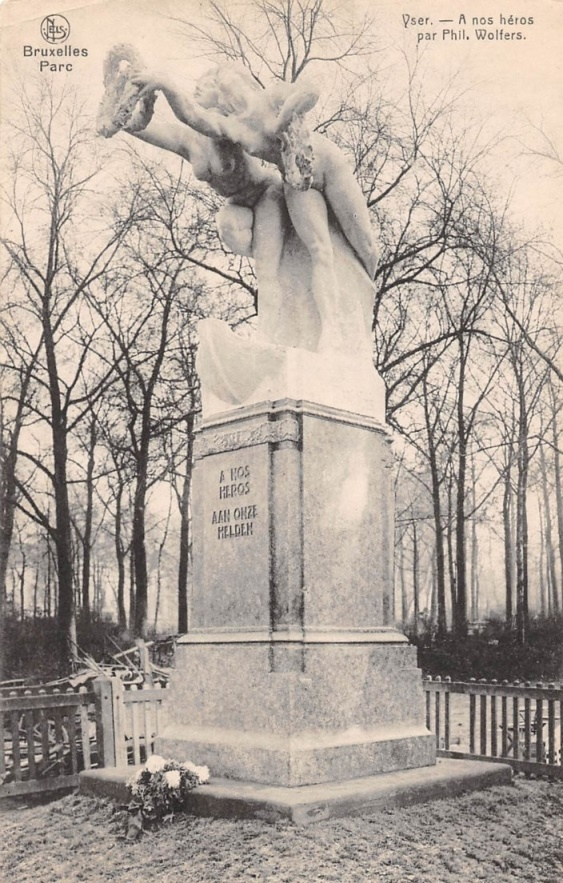 NELS
Bruxelles
Parc
Yser. — A nos héros
par Phil. Wolfers.
A NOS
HEROS
AAN ONZE
HELDEN